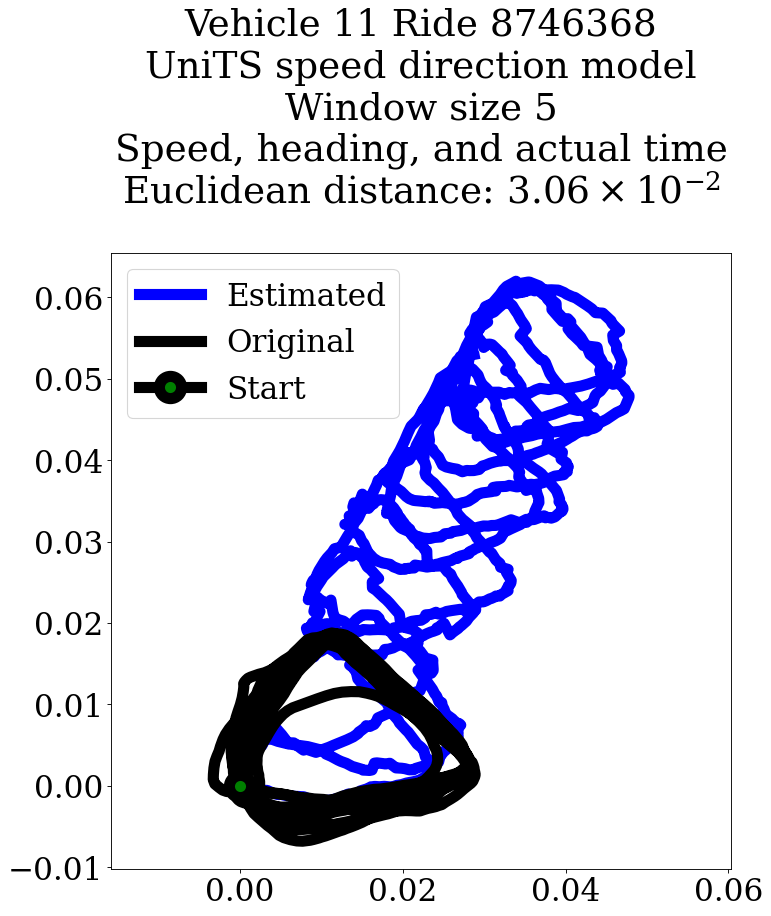 Vehicle 11 Ride 8746368
UniTS speed direction model
Window size 5
Speed, heading, and actual time
Euclidean distance: 3.06 × 10⁻²
Estimated
Original
Start
0.06
0.05
0.04
0.03
0.02
0.01
0.00
−0.01
0.00 0.02 0.04 0.06